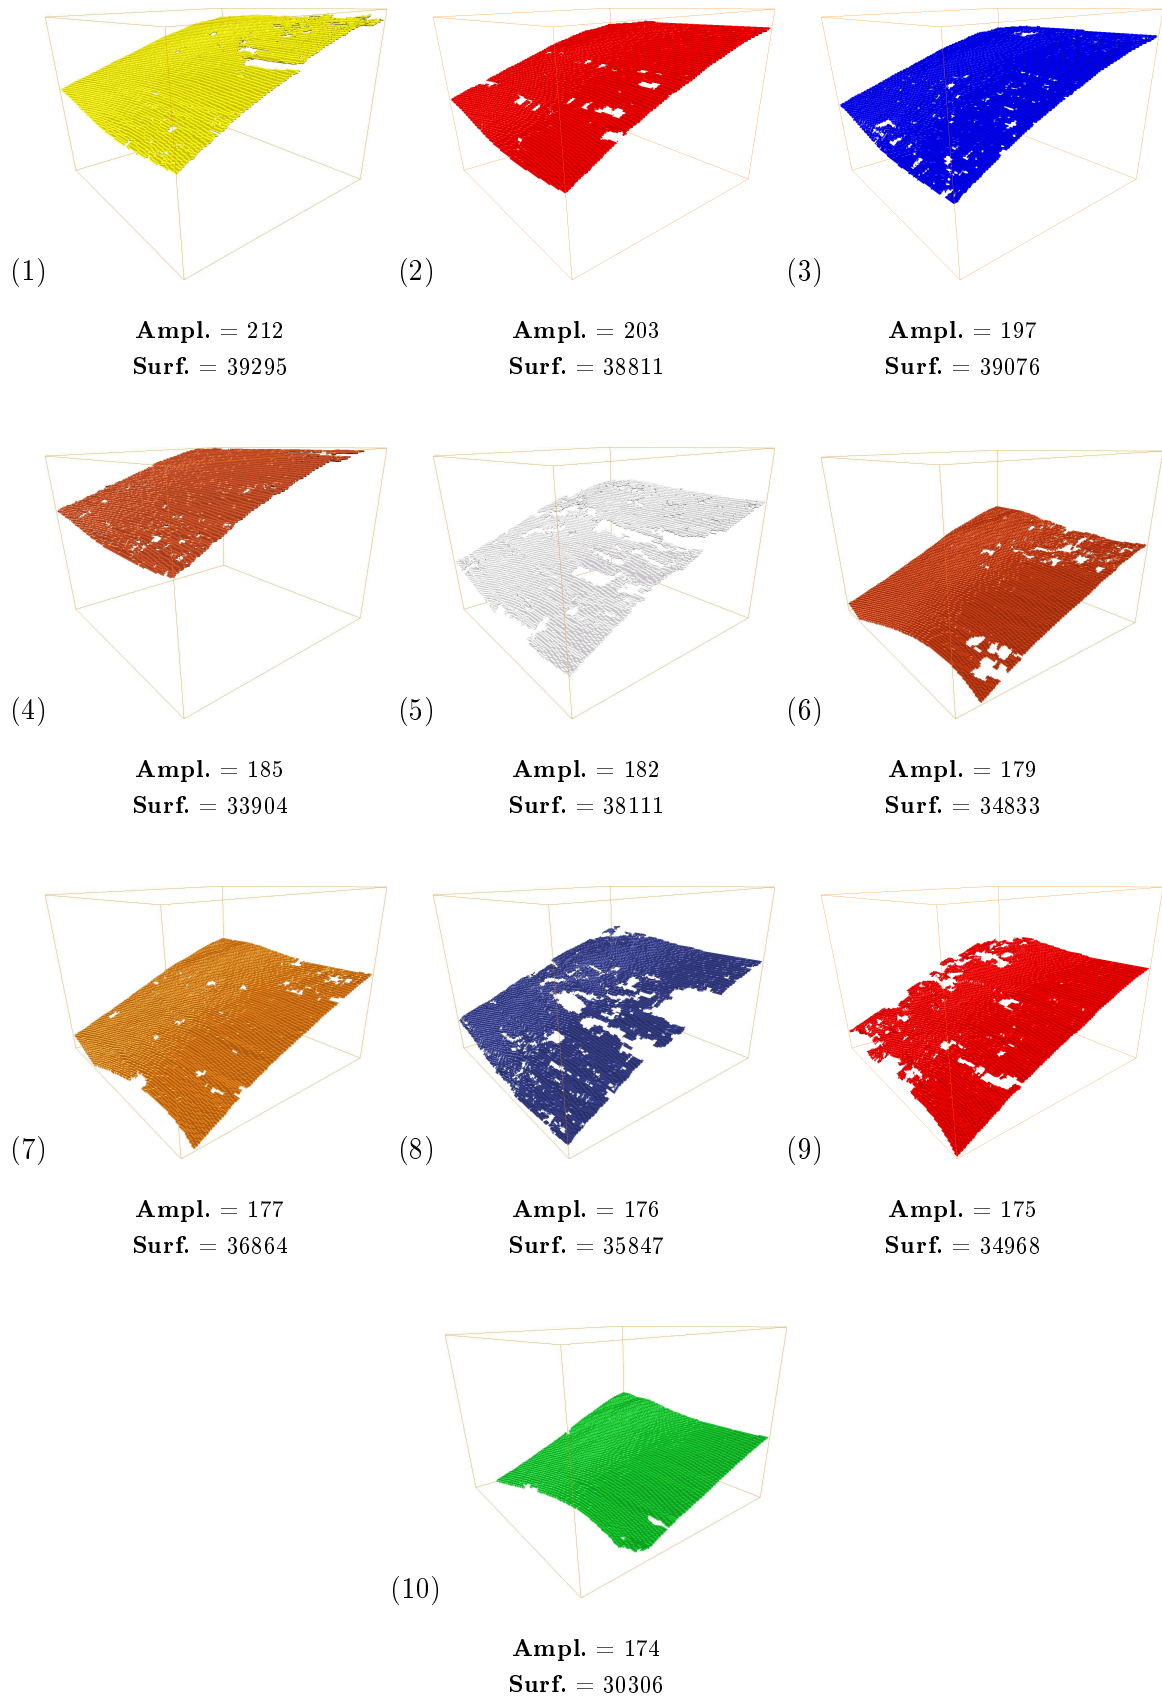 (1) (2) (3)
Ampl. = 212 Ampl. = 203 Ampl. = 197
Surf. = 39295 Surf. = 38811 Surf. = 39076
(4) (5) (6)
Ampl. = 185 Ampl. = 182 Ampl. = 179
Surf. = 33904 Surf. = 38111 Surf. = 34833
(7) (8) (9)
Ampl. = 177 Ampl. = 176 Ampl. = 175
Surf. = 36864 Surf. = 35847 Surf. = 34968
(10)
Ampl. = 174
Surf. = 30306